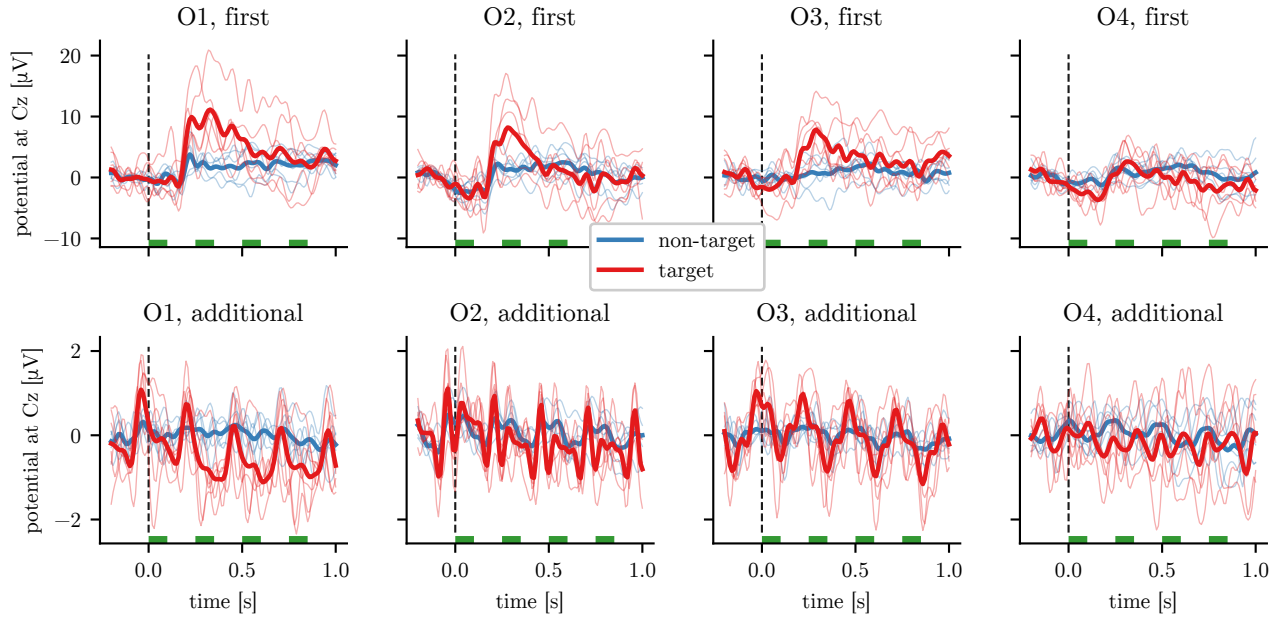 O1, first
O2, first
O3, first
O4, first
potential at Cz [µV]
20
10
0
−10
non-target
target
O1, additional
O2, additional
O3, additional
O4, additional
potential at Cz [µV]
2
0
−2
0.0 0.5 1.0
0.0 0.5 1.0
0.0 0.5 1.0
0.0 0.5 1.0
time [s]
time [s]
time [s]
time [s]